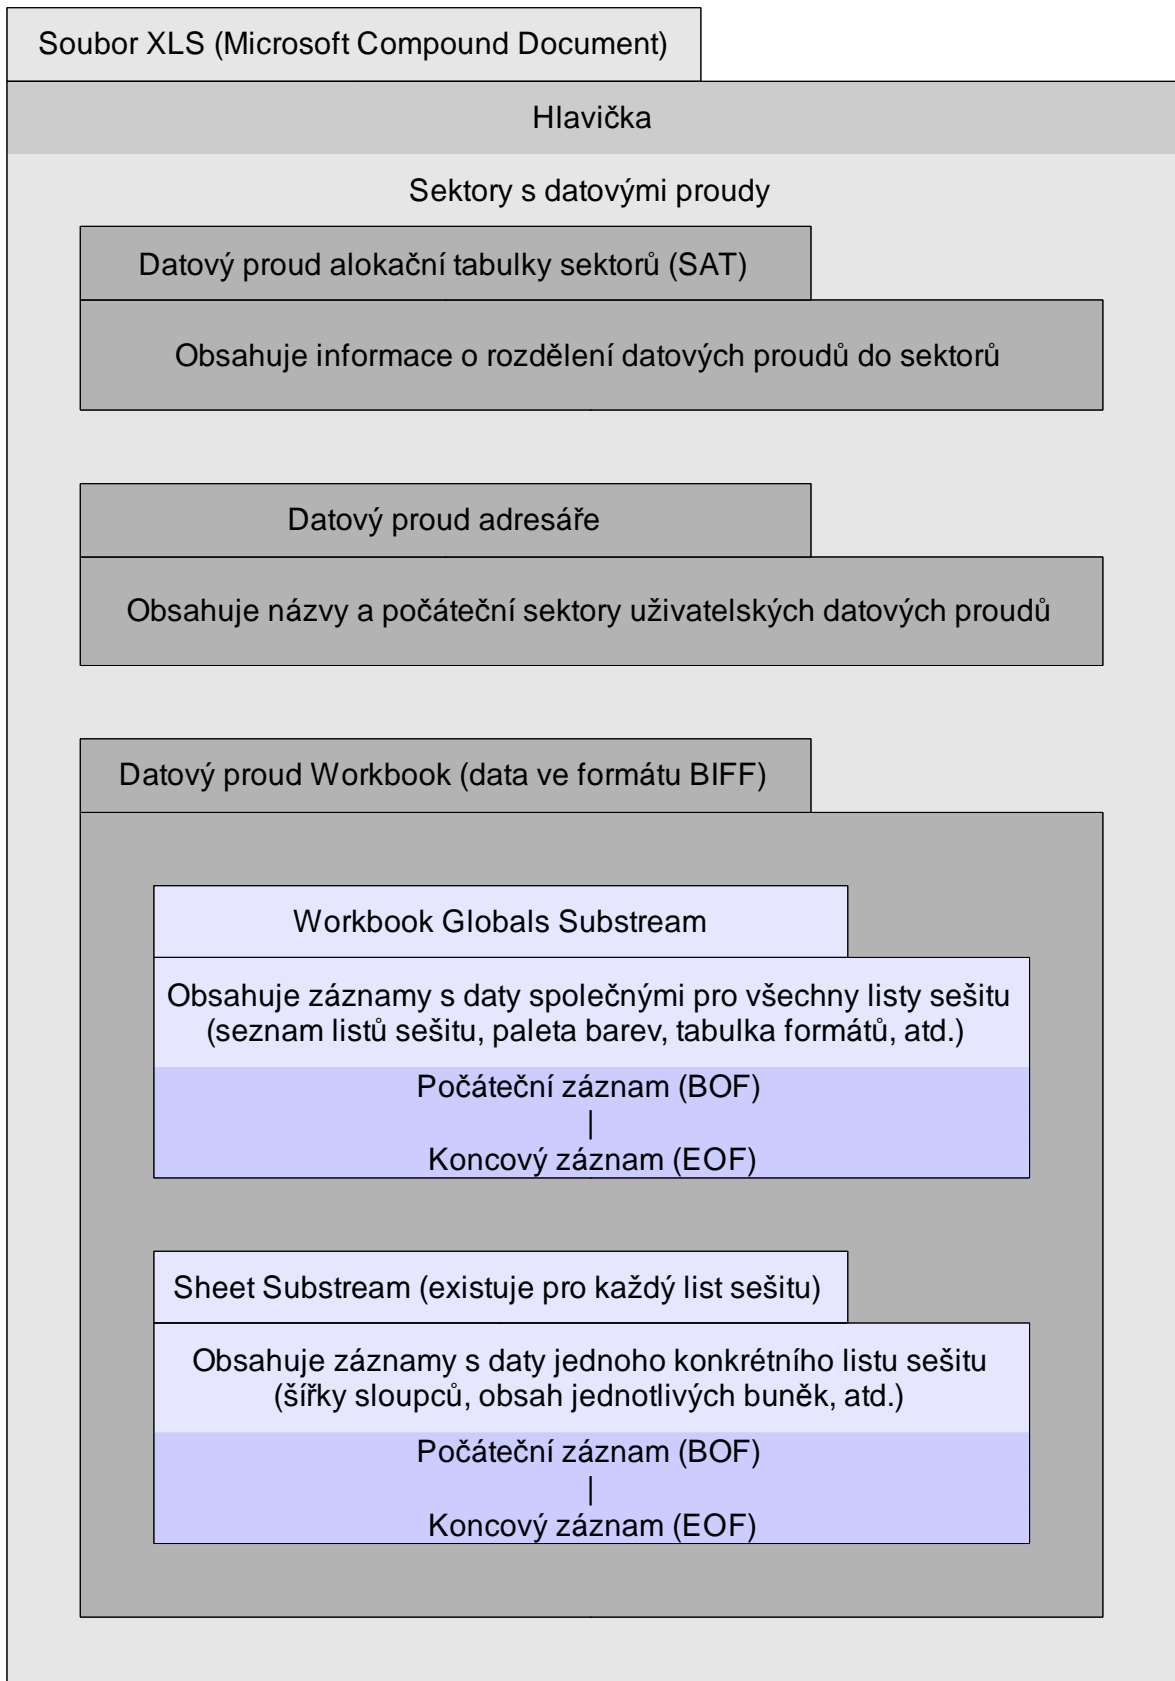 Soubor XLS (Microsoft Compound Document)
Hlavička
Sektory s datovými proudy
Datový proud alokační tabulky sektorů (SAT)
Obsahuje informace o rozdělení datových proudů do sektorů
Datový proud adresáře
Obsahuje názvy a počáteční sektory uživatelských datových proudů
Datový proud Workbook (data ve formátu BIFF)
Workbook Globals Substream
Obsahuje záznamy s daty společnými pro všechny listy sešitu
(seznam listů sešitu, paleta barev, tabulka formátů, atd.)
Počáteční záznam (BOF)
|
Koncový záznam (EOF)
Sheet Substream (existuje pro každý list sešitu)
Obsahuje záznamy s daty jednoho konkrétního listu sešitu
(šířky sloupců, obsah jednotlivých buněk, atd.)
Počáteční záznam (BOF)
|
Koncový záznam (EOF)